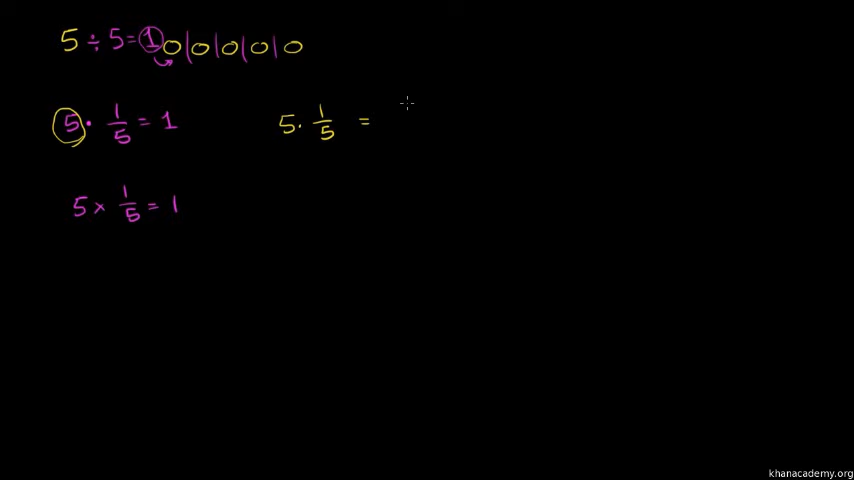 5 ÷ 5 = 1 0|0|0|0|0
5 · 1/5 = 1 5 · 1/5 =
5 × 1/5 = 1
khanacademy.org